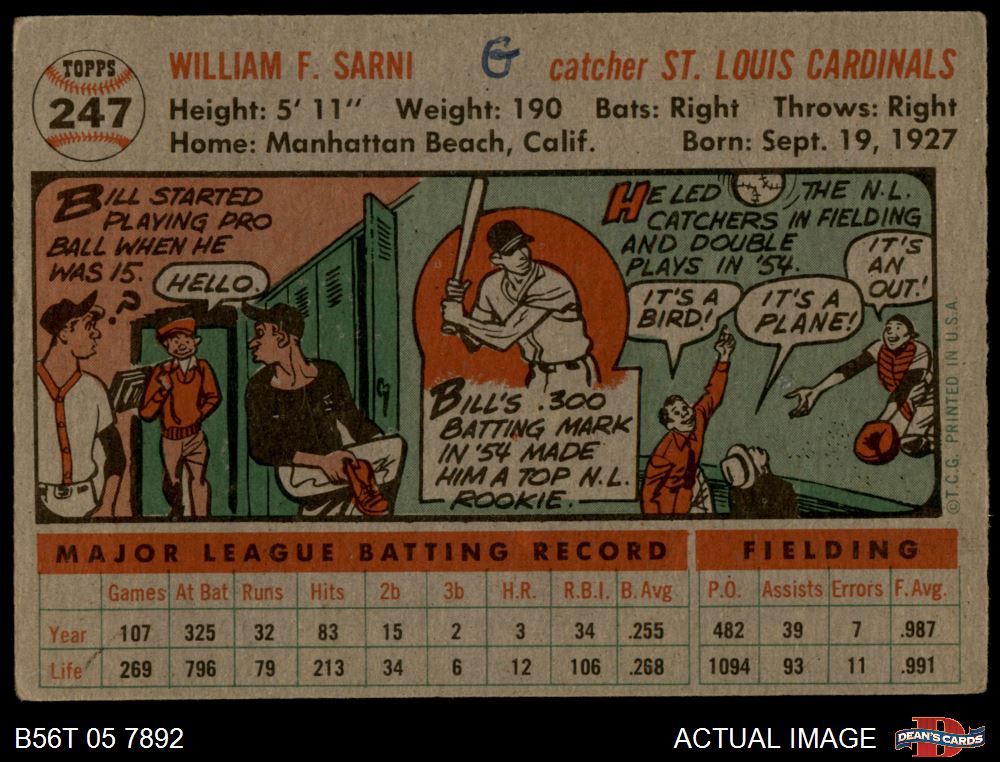 TOPPS
247
WILLIAM F. SARNI
G
catcher ST. LOUIS CARDINALS
Height: 5' 11" Weight: 190 Bats: Right Throws: Right
Home: Manhattan Beach, Calif. Born: Sept. 19, 1927
BILL STARTED
PLAYING PRO
BALL WHEN HE
WAS 15.
?
HELLO.
BILL'S .300
BATTING MARK
IN '54 MADE
HIM A TOP N.L.
ROOKIE.
HE LED THE N.L.
CATCHERS IN FIELDING
AND DOUBLE
PLAYS IN '54.
IT'S A
BIRD!
IT'S A
PLANE!
IT'S
AN
OUT!
©T.C.G. PRINTED IN U.S.A.
MAJOR LEAGUE BATTING RECORD FIELDING
Games At Bat Runs Hits 2b 3b H.R. R.B.I. B. Avg P.O. Assists Errors F. Avg.
Year 107 325 32 83 15 2 3 34 .255 482 39 7 .987
Life 269 796 79 213 34 6 12 106 .268 1094 93 11 .991
B56T 05 7892 ACTUAL IMAGE
DEAN'S CARDS